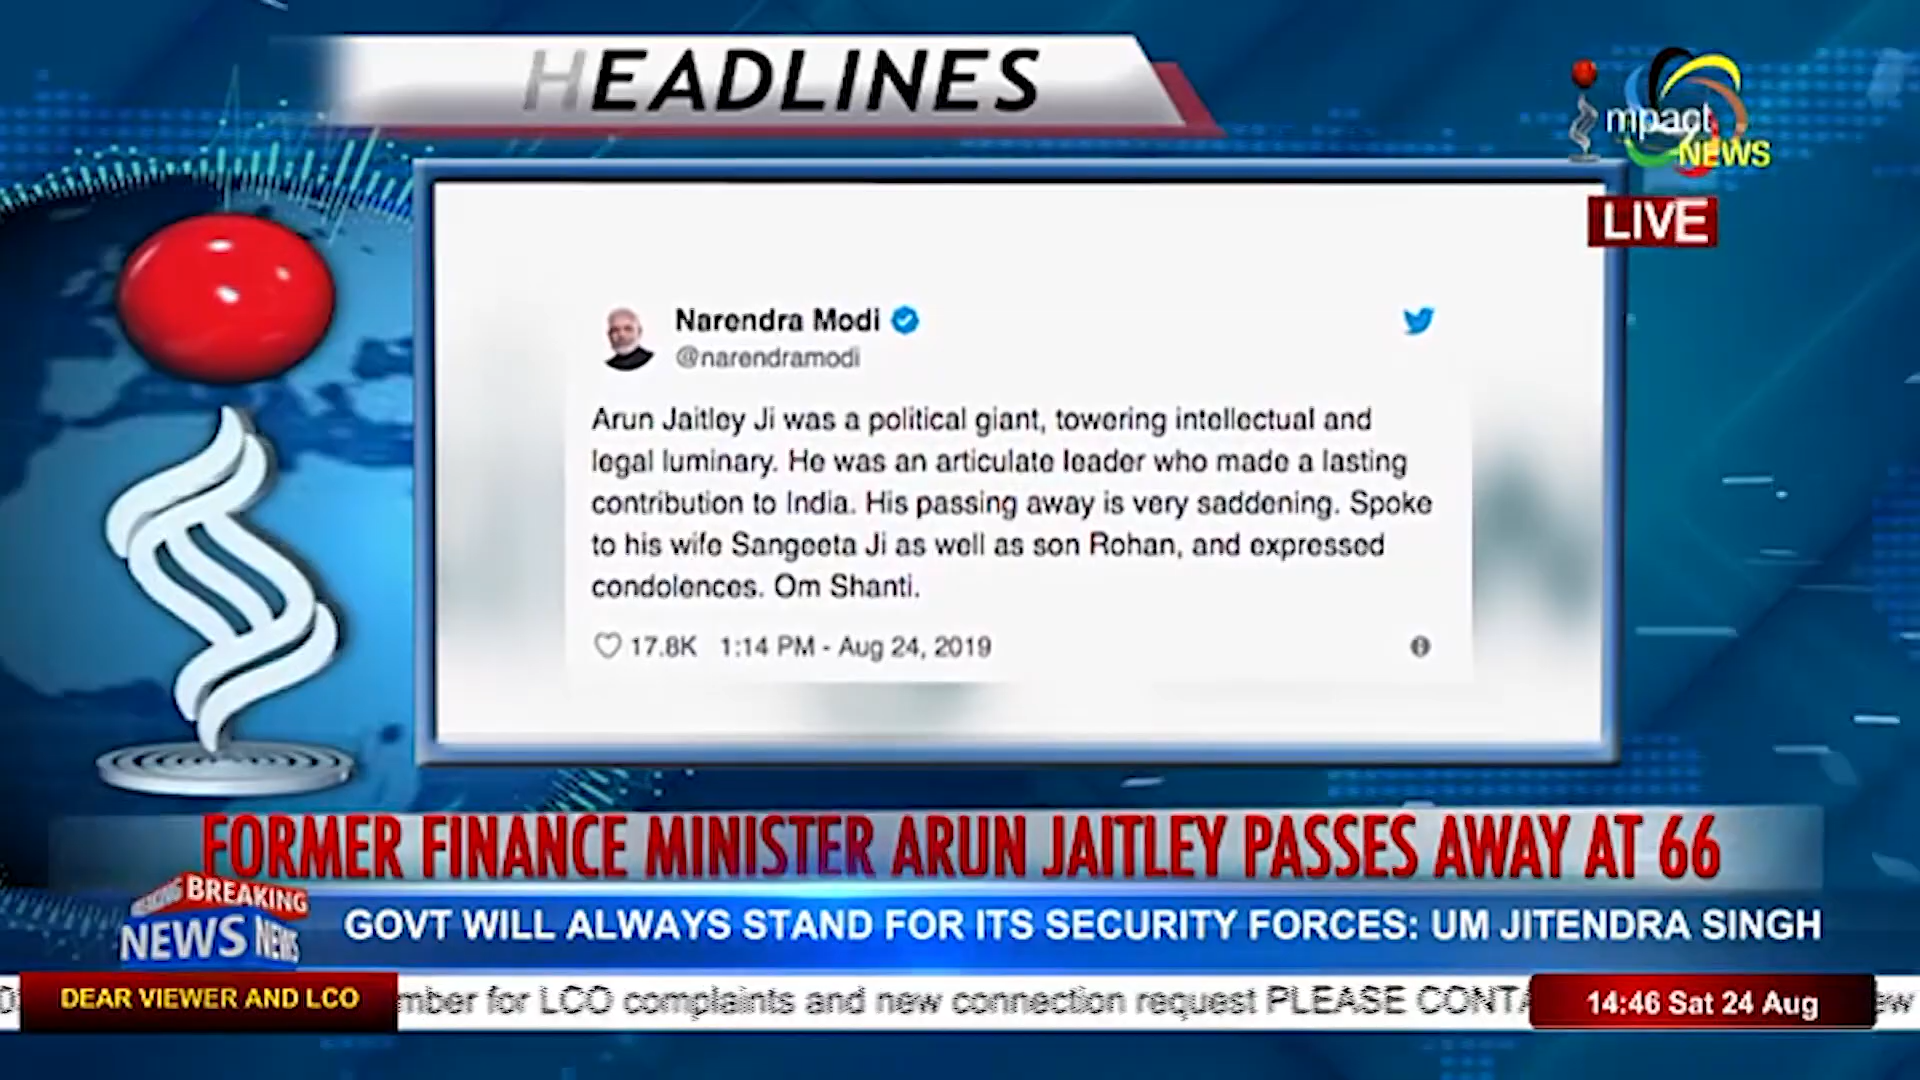 HEADLINES
mpact
NEWS
LIVE
Narendra Modi
@narendramodi
Arun Jaitley Ji was a political giant, towering intellectual and
legal luminary. He was an articulate leader who made a lasting
contribution to India. His passing away is very saddening. Spoke
to his wife Sangeeta Ji as well as son Rohan, and expressed
condolences. Om Shanti.
17.8K 1:14 PM - Aug 24, 2019
FORMER FINANCE MINISTER ARUN JAITLEY PASSES AWAY AT 66
BREAKING
NEWS NEWS
GOVT WILL ALWAYS STAND FOR ITS SECURITY FORCES: UM JITENDRA SINGH
DEAR VIEWER AND LCO
mber for LCO complaints and new connection request PLEASE CONTA
14:46 Sat 24 Aug